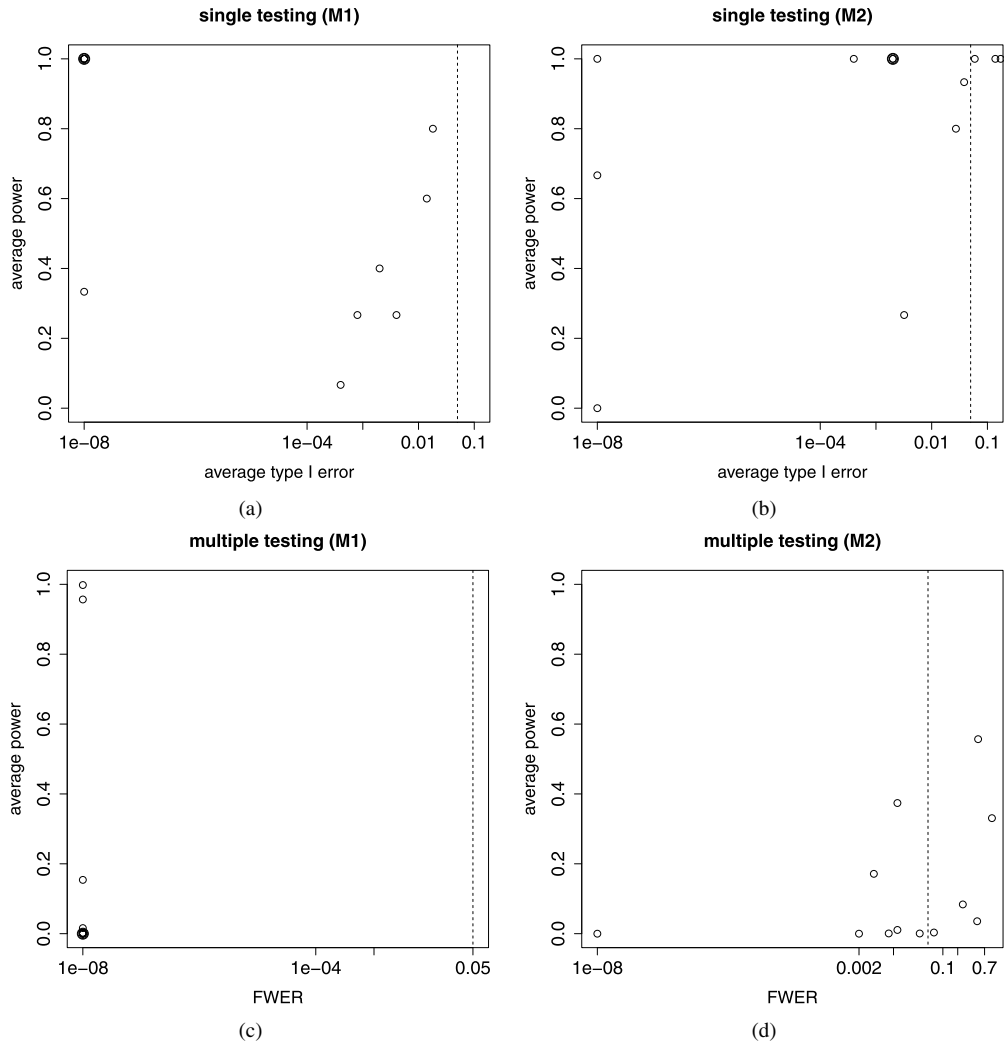 single testing (M1)
average power
0.0 0.2 0.4 0.6 0.8 1.0
1e−08 1e−04 0.01 0.1
average type I error
(a)
single testing (M2)
average power
0.0 0.2 0.4 0.6 0.8 1.0
1e−08 1e−04 0.01 0.1
average type I error
(b)
multiple testing (M1)
average power
0.0 0.2 0.4 0.6 0.8 1.0
1e−08 1e−04 0.05
FWER
(c)
multiple testing (M2)
average power
0.0 0.2 0.4 0.6 0.8 1.0
1e−08 0.002 0.1 0.7
FWER
(d)